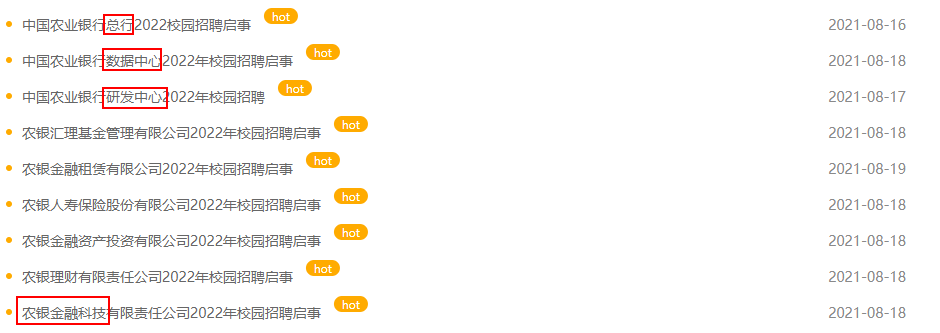 中国农业银行总行2022校园招聘启事 hot 2021-08-16
中国农业银行数据中心2022年校园招聘启事 hot 2021-08-18
中国农业银行研发中心2022年校园招聘 hot 2021-08-17
农银汇理基金管理有限公司2022年校园招聘启事 hot 2021-08-18
农银金融租赁有限公司2022年校园招聘启事 hot 2021-08-19
农银人寿保险股份有限公司2022年校园招聘启事 hot 2021-08-18
农银金融资产投资有限公司2022年校园招聘启事 hot 2021-08-18
农银理财有限责任公司2022年校园招聘启事 hot 2021-08-18
农银金融科技有限责任公司2022年校园招聘启事 hot 2021-08-18